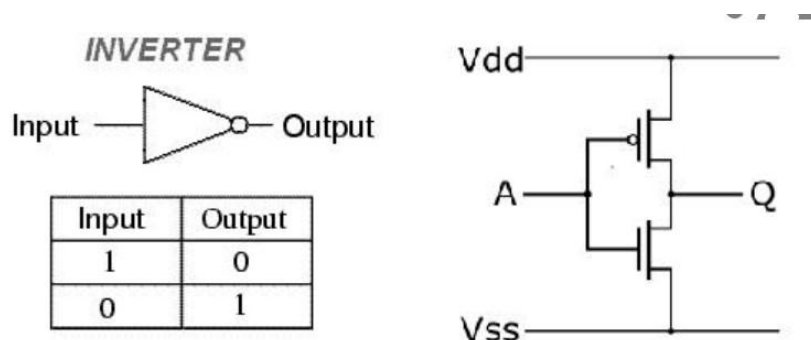 INVERTER
Input Output
Input Output
1 0
0 1
Vdd
A Q
Vss